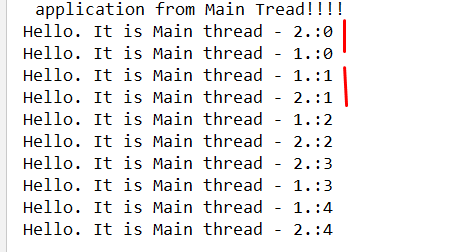 application from Main Tread!!!!
Hello. It is Main thread - 2.:0
Hello. It is Main thread - 1.:0
Hello. It is Main thread - 1.:1
Hello. It is Main thread - 2.:1
Hello. It is Main thread - 1.:2
Hello. It is Main thread - 2.:2
Hello. It is Main thread - 2.:3
Hello. It is Main thread - 1.:3
Hello. It is Main thread - 1.:4
Hello. It is Main thread - 2.:4